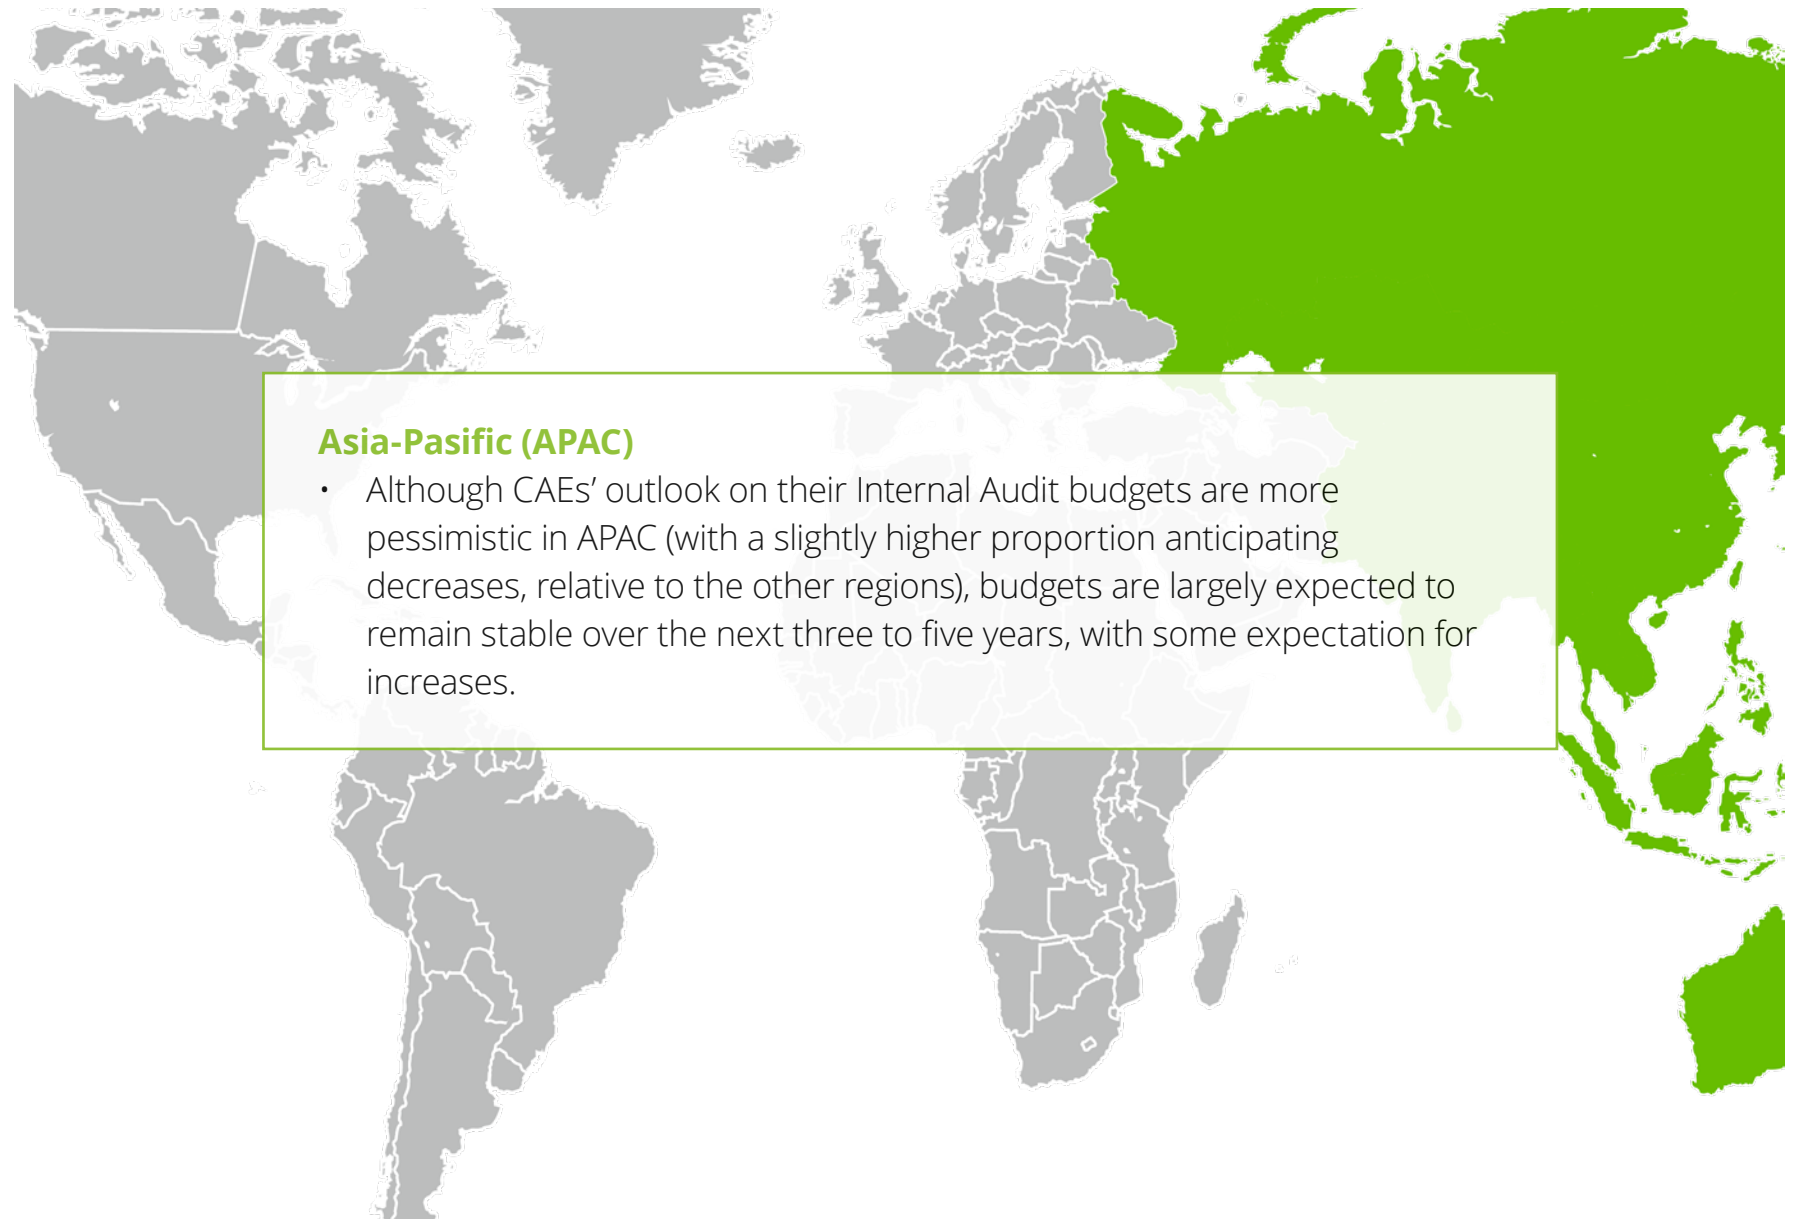 Asia-Pasific (APAC)
• Although CAEs’ outlook on their Internal Audit budgets are more
pessimistic in APAC (with a slightly higher proportion anticipating
decreases, relative to the other regions), budgets are largely expected to
remain stable over the next three to five years, with some expectation for
increases.